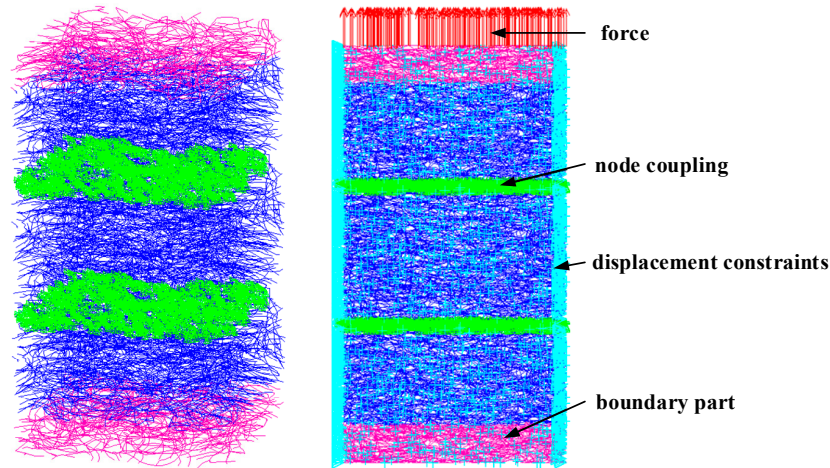 force
node coupling
displacement constraints
boundary part